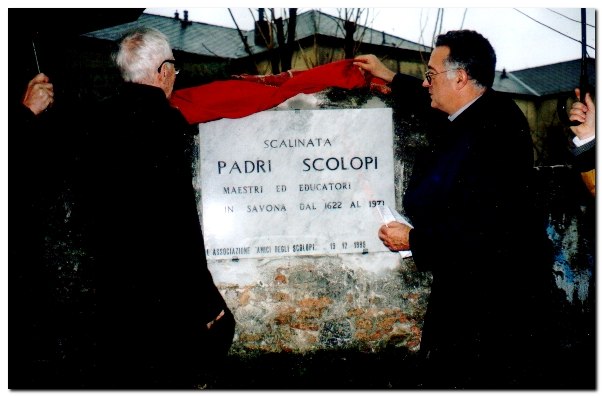 SCALINATA
PADRI SCOLOPI
MAESTRI ED EDUCATORI
IN SAVONA DAL 1622 AL 1971
ASSOCIAZIONE "AMICI DEGLI SCOLOPI"